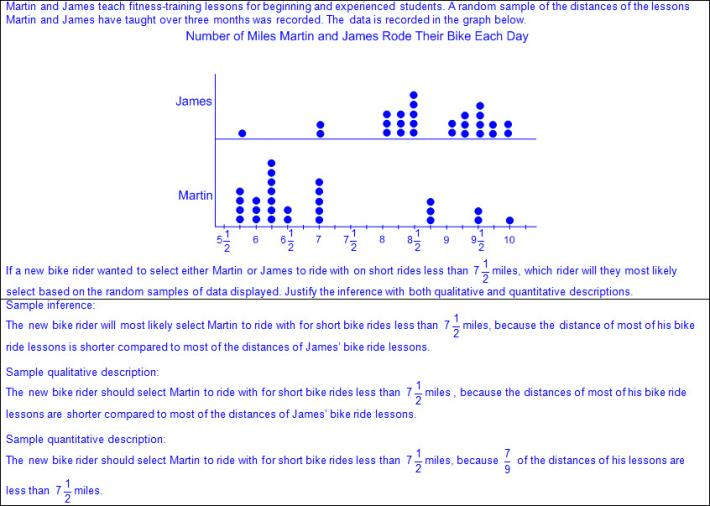 Martin and James teach fitness-training lessons for beginning and experienced students. A random sample of the distances of the lessons
Martin and James have taught over three months was recorded. The data is recorded in the graph below.
Number of Miles Martin and James Rode Their Bike Each Day
James
Martin
5 1/2 6 6 1/2 7 7 1/2 8 8 1/2 9 9 1/2 10
If a new bike rider wanted to select either Martin or James to ride with on short rides less than 7 1/2 miles, which rider will they most likely
select based on the random samples of data displayed. Justify the inference with both qualitative and quantitative descriptions.
Sample inference:
The new bike rider will most likely select Martin to ride with for short bike rides less than 7 1/2 miles, because the distance of most of his bike
ride lessons is shorter compared to most of the distances of James' bike ride lessons.
Sample qualitative description:
The new bike rider should select Martin to ride with for short bike rides less than 7 1/2 miles , because the distances of most of his bike ride
lessons are shorter compared to most of the distances of James' bike ride lessons.
Sample quantitative description:
The new bike rider should select Martin to ride with for short bike rides less than 7 1/2 miles, because 7/9 of the distances of his lessons are
less than 7 1/2 miles.